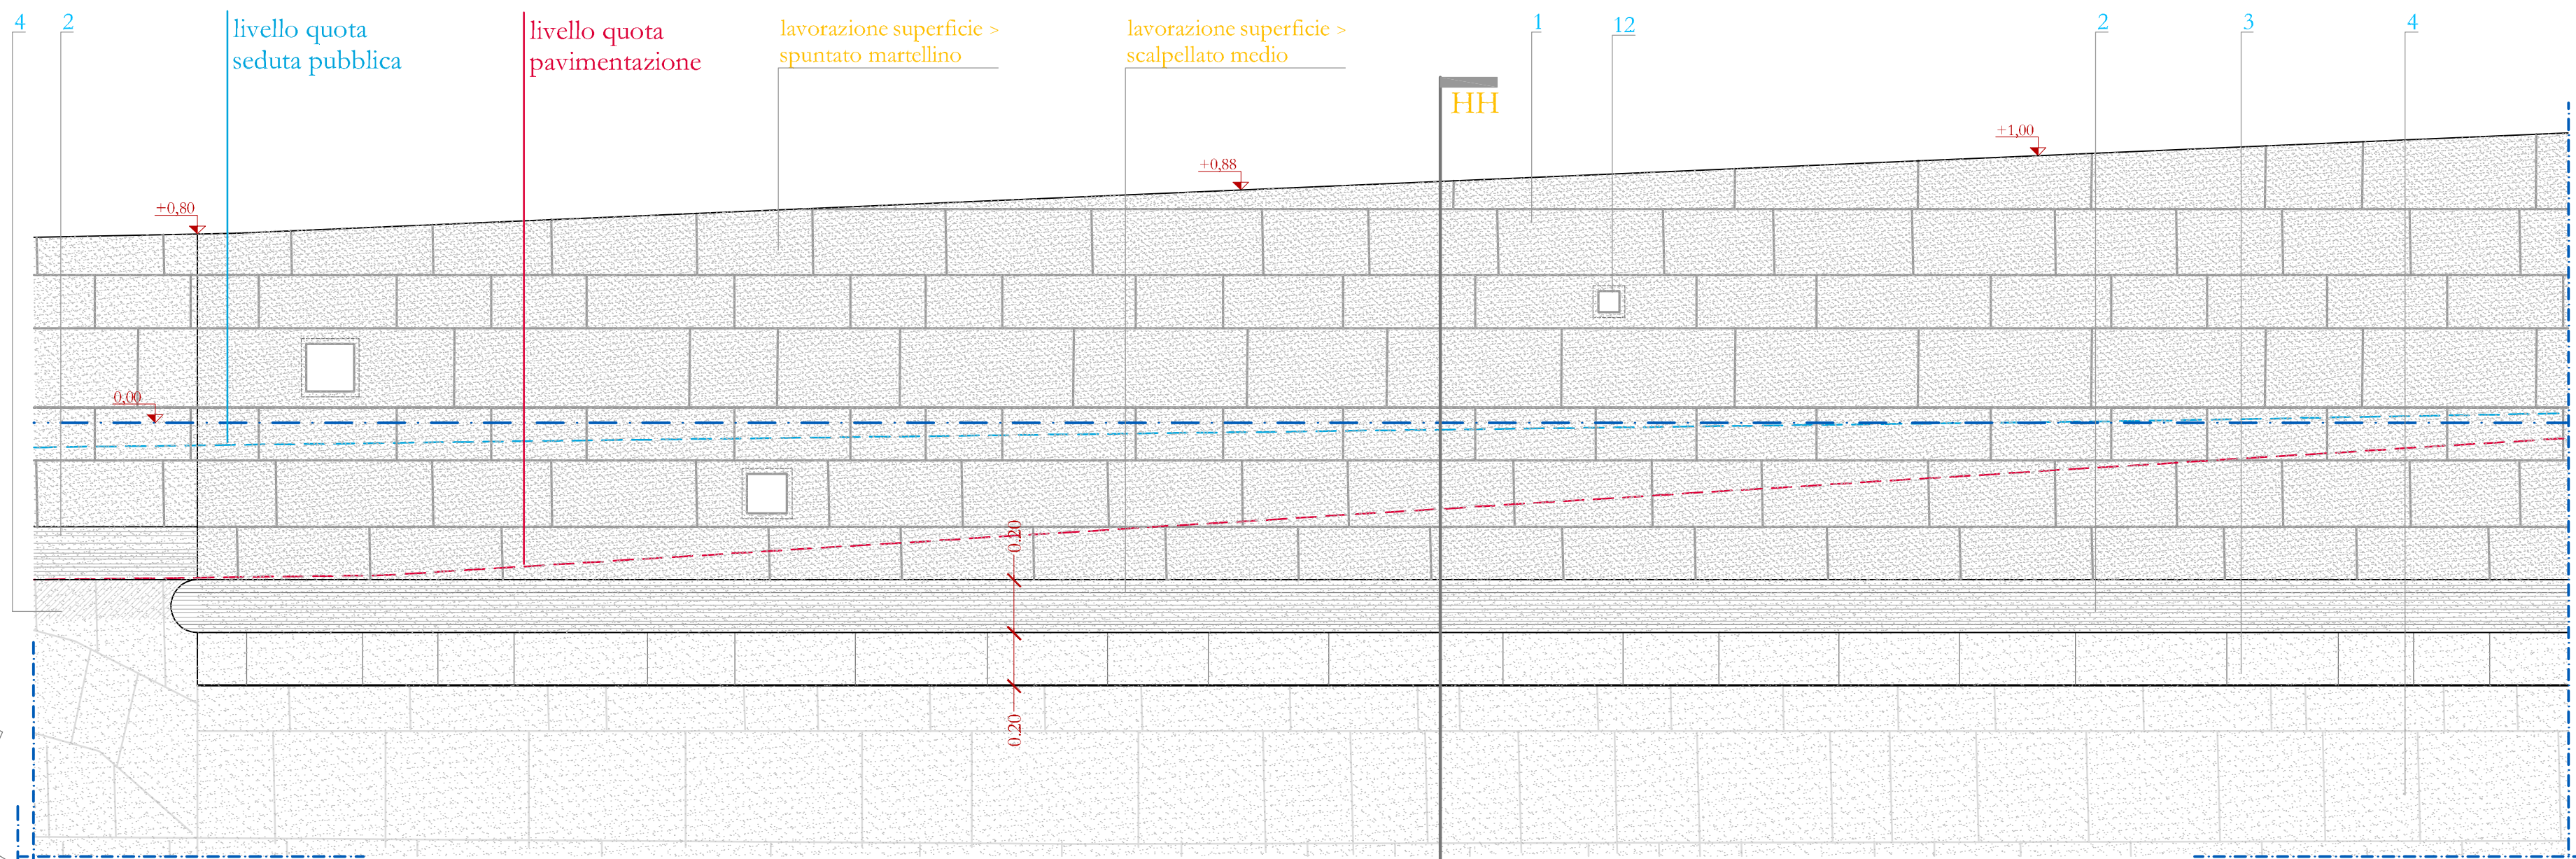 4
2
livello quota
seduta pubblica
livello quota
pavimentazione
lavorazione superficie >
spuntato martellino
lavorazione superficie >
scalpellato medio
HH
1
12
2
3
4
+1,00
+0,88
+0,80
0,00
0.20
0.20